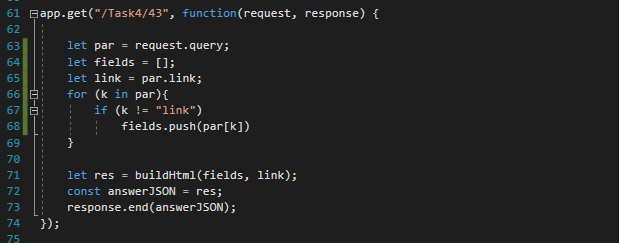 61 app.get("/Task4/43", function(request, response) {
62
63 let par = request.query;
64 let fields = [];
65 let link = par.link;
66 for (k in par){
67 if (k != "link")
68 fields.push(par[k])
69 }
70
71 let res = buildHtml(fields, link);
72 const answerJSON = res;
73 response.end(answerJSON);
74 });
75